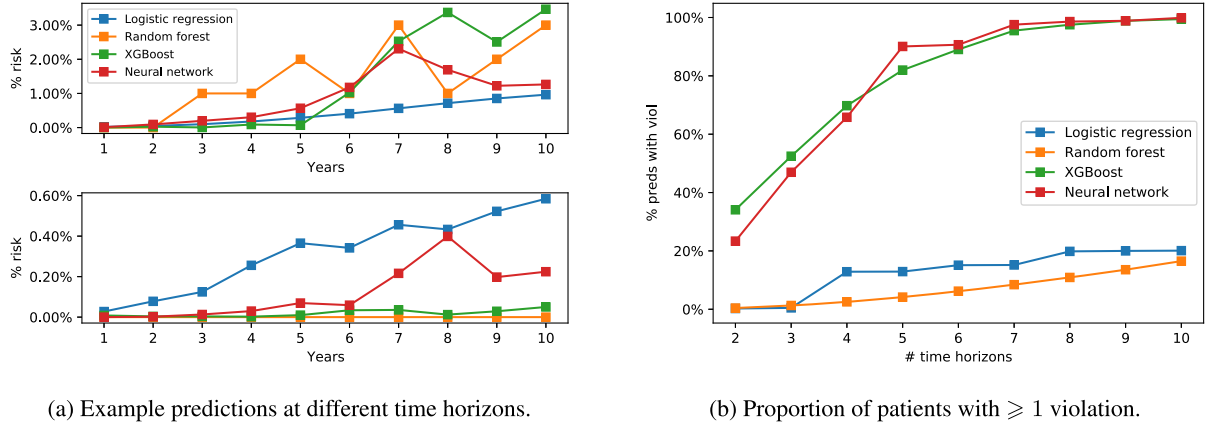 3.00%
2.00%
1.00%
0.00%
% risk
Logistic regression
Random forest
XGBoost
Neural network
1 2 3 4 5 6 7 8 9 10
Years
0.60%
0.40%
0.20%
0.00%
% risk
1 2 3 4 5 6 7 8 9 10
Years
(a) Example predictions at different time horizons.
100%
80%
60%
40%
20%
0%
% preds with viol
Logistic regression
Random forest
XGBoost
Neural network
2 3 4 5 6 7 8 9 10
# time horizons
(b) Proportion of patients with ⩾ 1 violation.